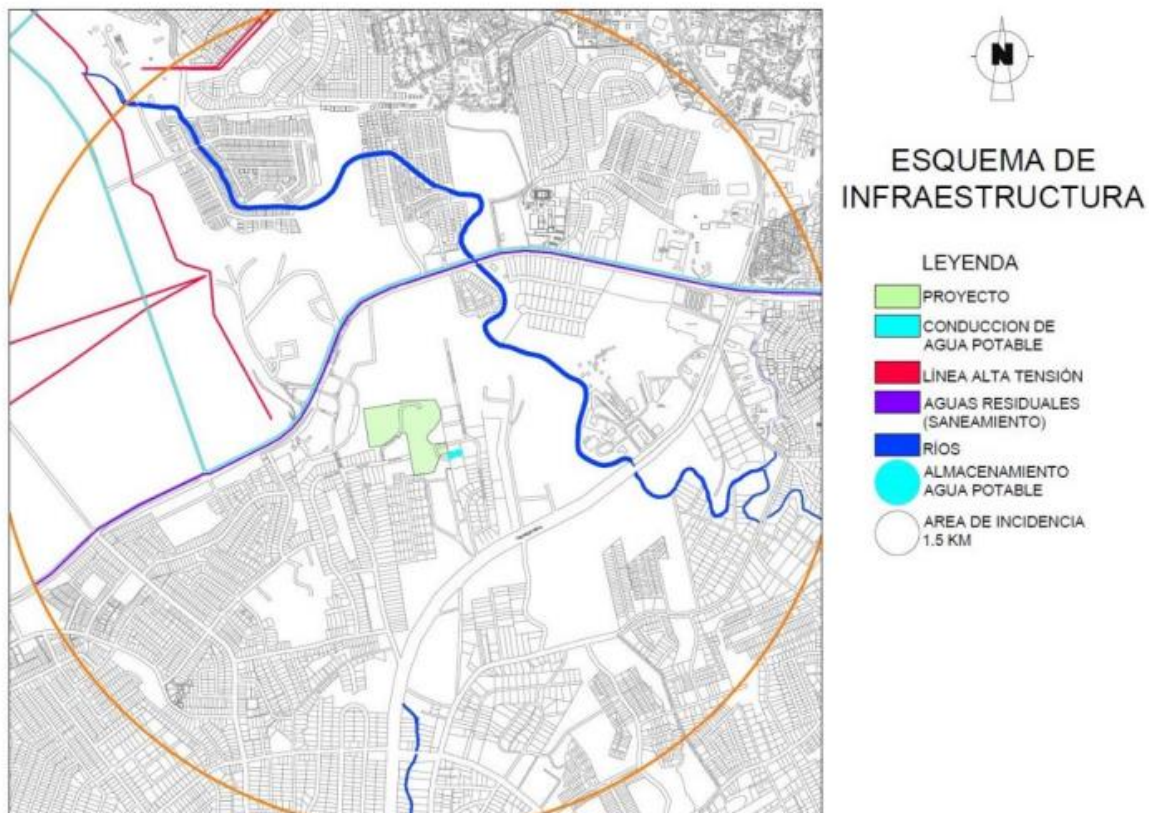 N
ESQUEMA DE
INFRAESTRUCTURA
LEYENDA
PROYECTO
CONDUCCION DE
AGUA POTABLE
LÍNEA ALTA TENSIÓN
AGUAS RESIDUALES
(SANEAMIENTO)
RÍOS
ALMACENAMIENTO
AGUA POTABLE
AREA DE INCIDENCIA
1.5 KM